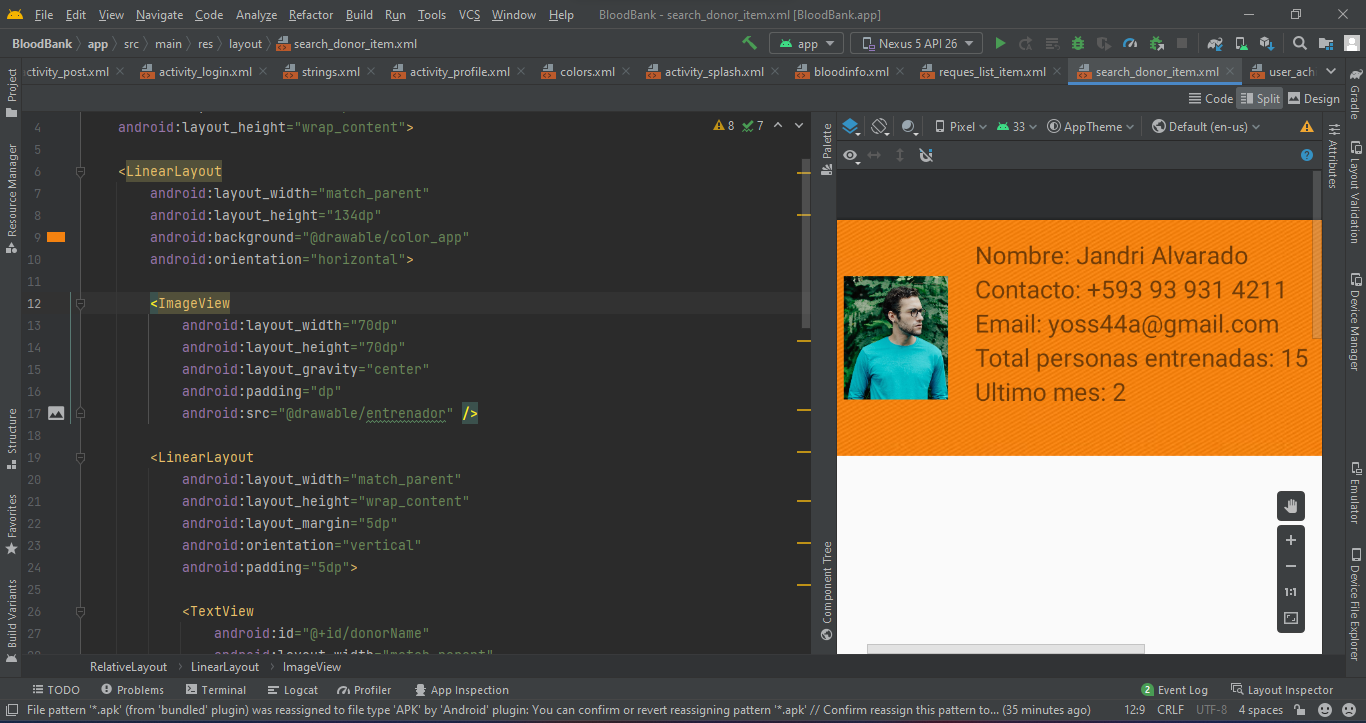 File Edit View Navigate Code Analyze Refactor Build Run Tools VCS Window Help BloodBank - search_donor_item.xml [BloodBank.app]
BloodBank app src main res layout search_donor_item.xml app Nexus 5 API 26
ctivity_post.xml activity_login.xml strings.xml activity_profile.xml colors.xml activity_splash.xml bloodinfo.xml reques_list_item.xml search_donor_item.xml user_ach
Code Split Design
Project
Resource Manager
Structure
Favorites
Build Variants
8 7
4 android:layout_height="wrap_content">
5
6 <LinearLayout
7 android:layout_width="match_parent"
8 android:layout_height="134dp"
9 android:background="@drawable/color_app"
10 android:orientation="horizontal">
11
12 <ImageView
13 android:layout_width="70dp"
14 android:layout_height="70dp"
15 android:layout_gravity="center"
16 android:padding="dp"
17 android:src="@drawable/entrenador" />
18
19 <LinearLayout
20 android:layout_width="match_parent"
21 android:layout_height="wrap_content"
22 android:layout_margin="5dp"
23 android:orientation="vertical"
24 android:padding="5dp">
25
26 <TextView
27 android:id="@+id/donorName"
android:layout_width="match_parent"
Palette
Component Tree
Pixel 33 AppTheme Default (en-us)
?
Nombre: Jandri Alvarado
Contacto: +593 93 931 4211
Email: yoss44a@gmail.com
Total personas entrenadas: 15
Ultimo mes: 2
1:1
Attributes
Gradle
Layout Validation
Device Manager
Emulator
Device File Explorer
RelativeLayout LinearLayout ImageView
TODO Problems Terminal Logcat Profiler App Inspection 2 Event Log Layout Inspector
File pattern '*.apk' (from 'bundled' plugin) was reassigned to file type 'APK' by 'Android' plugin: You can confirm or revert reassigning pattern '*.apk' // Confirm reassign this pattern to... (35 minutes ago) 12:9 CRLF UTF-8 4 spaces